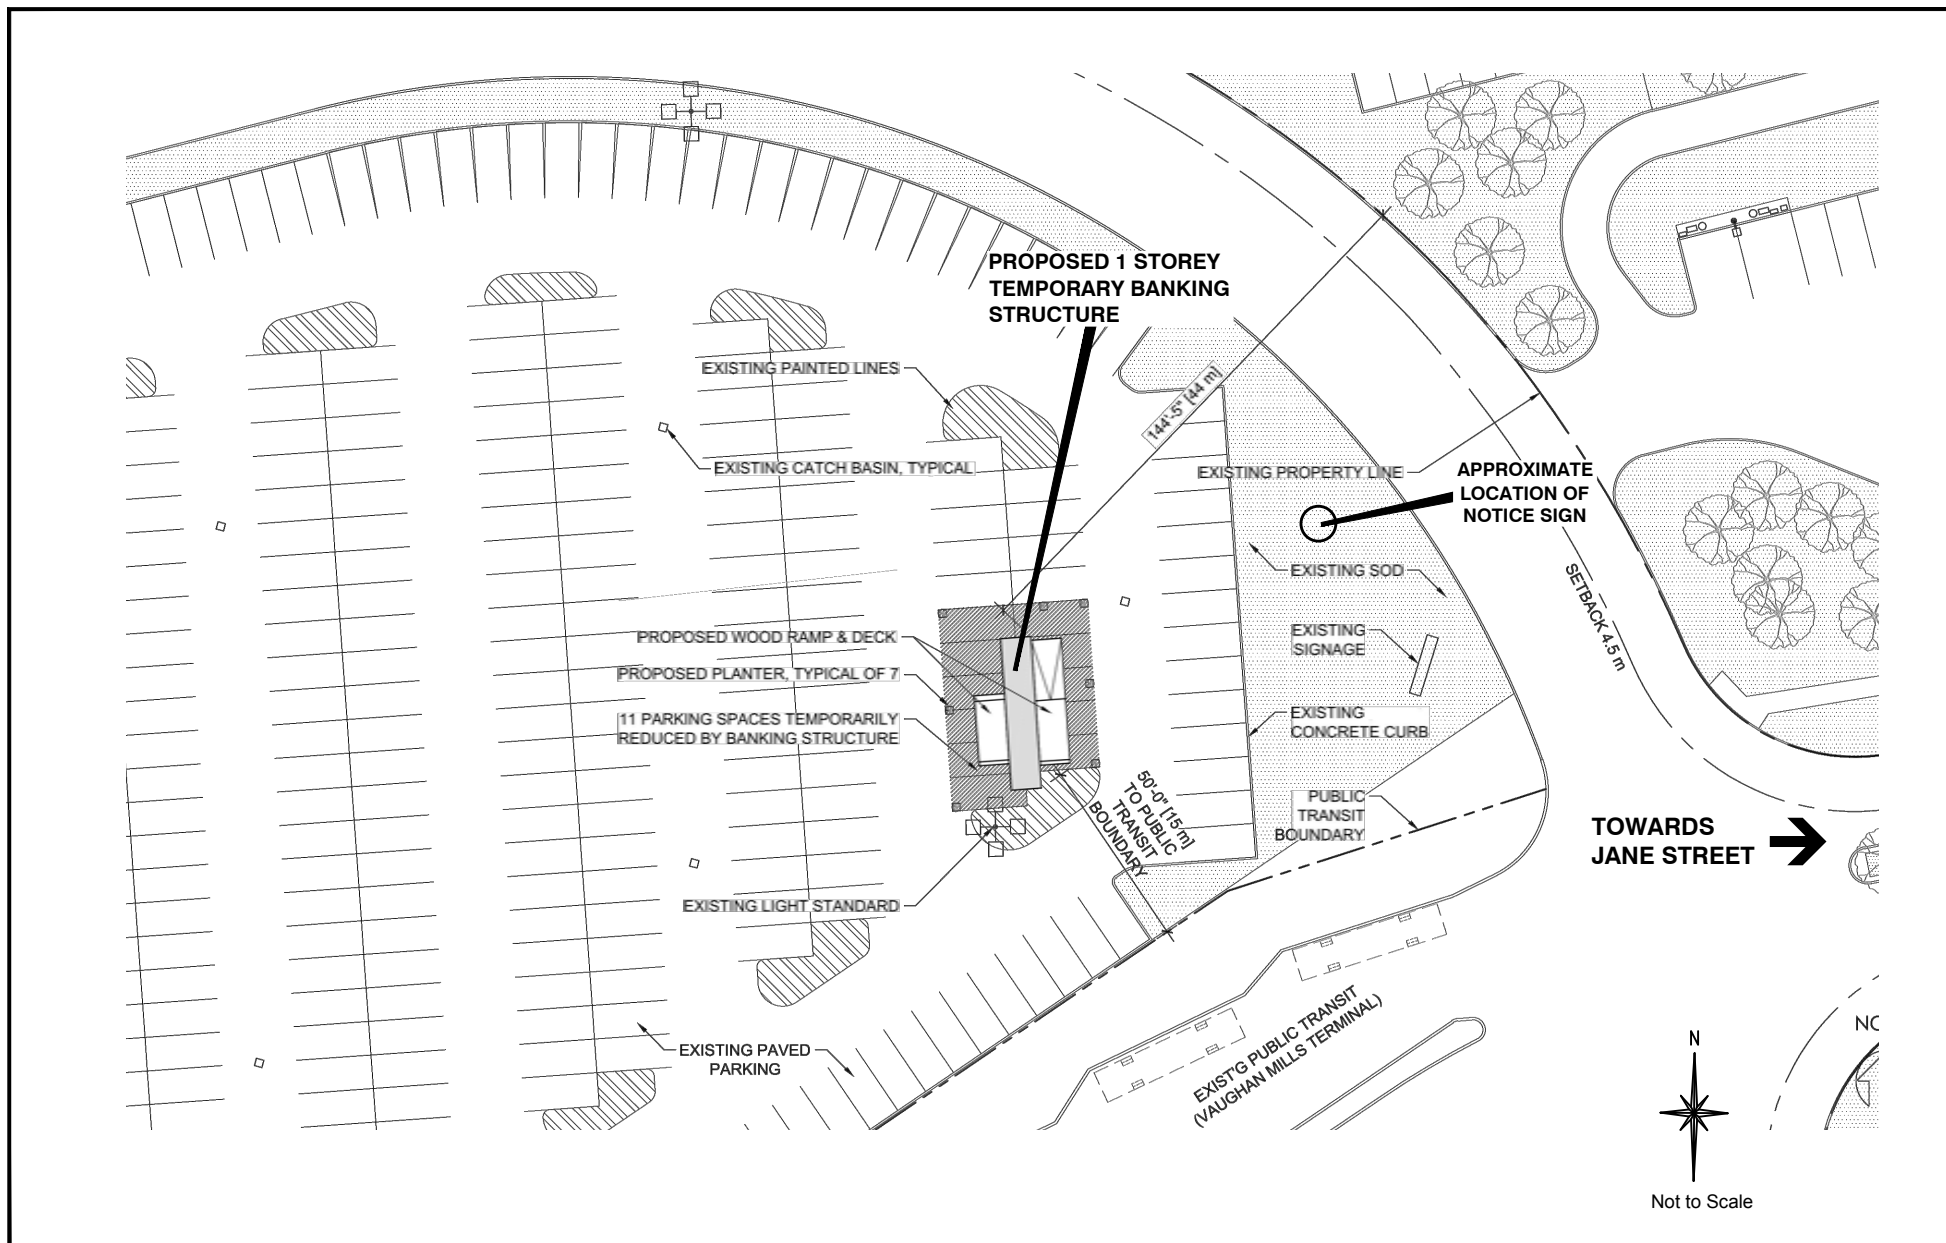 PROPOSED 1 STOREY
TEMPORARY BANKING
STRUCTURE
EXISTING PAINTED LINES
144'-5" [44 m]
EXISTING CATCH BASIN, TYPICAL
EXISTING PROPERTY LINE
APPROXIMATE
LOCATION OF
NOTICE SIGN
EXISTING SOD
SETBACK 4.5 m
PROPOSED WOOD RAMP & DECK
EXISTING
SIGNAGE
PROPOSED PLANTER, TYPICAL OF 7
11 PARKING SPACES TEMPORARILY
REDUCED BY BANKING STRUCTURE
EXISTING
CONCRETE CURB
50'-0" [15 m]
TO PUBLIC
TRANSIT
BOUNDARY
PUBLIC
TRANSIT
BOUNDARY
TOWARDS
JANE STREET
EXISTING LIGHT STANDARD
EXISTING PAVED
PARKING
EXIST'G PUBLIC TRANSIT
(VAUGHAN MILLS TERMINAL)
N
Not to Scale